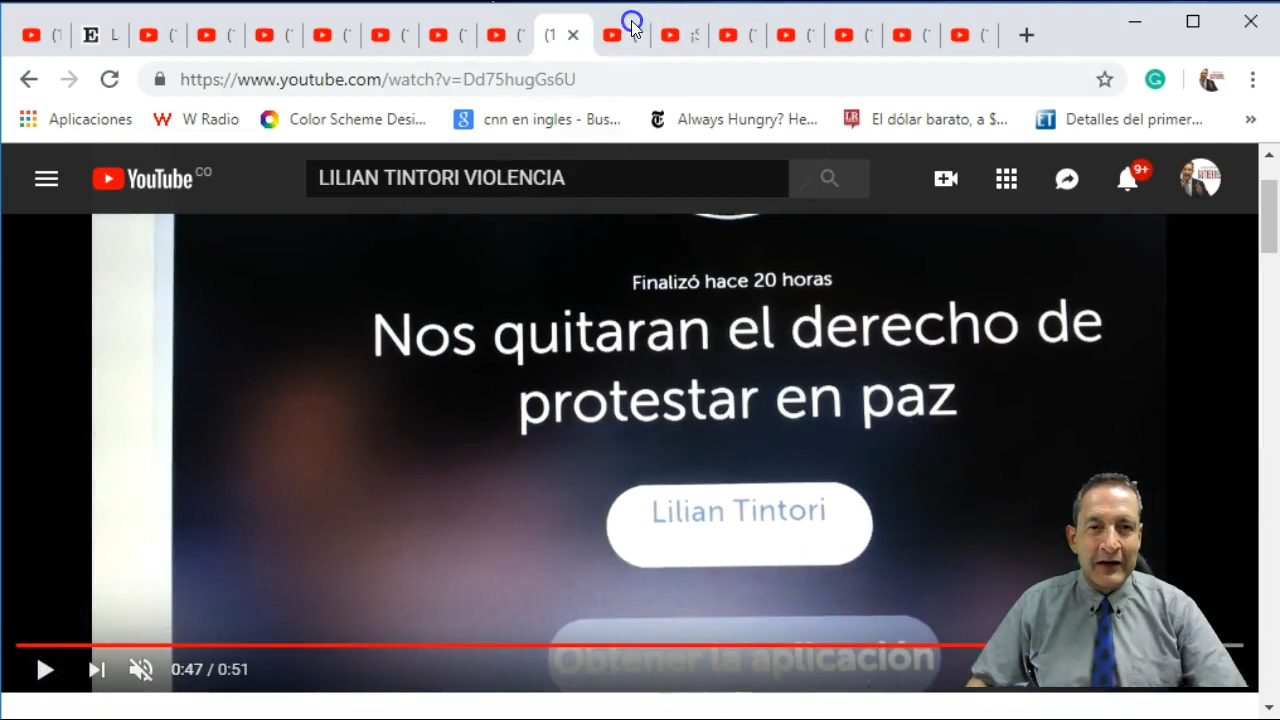 https://www.youtube.com/watch?v=Dd75hugGs6U
Aplicaciones W Radio Color Scheme Desi... cnn en ingles - Bus... Always Hungry? He... El dólar barato, a $... Detalles del primer... »
YouTube CO LILIAN TINTORI VIOLENCIA 9+
Finalizó hace 20 horas
Nos quitaran el derecho de
protestar en paz
Lilian Tintori
Obtener la aplicación
0:47 / 0:51